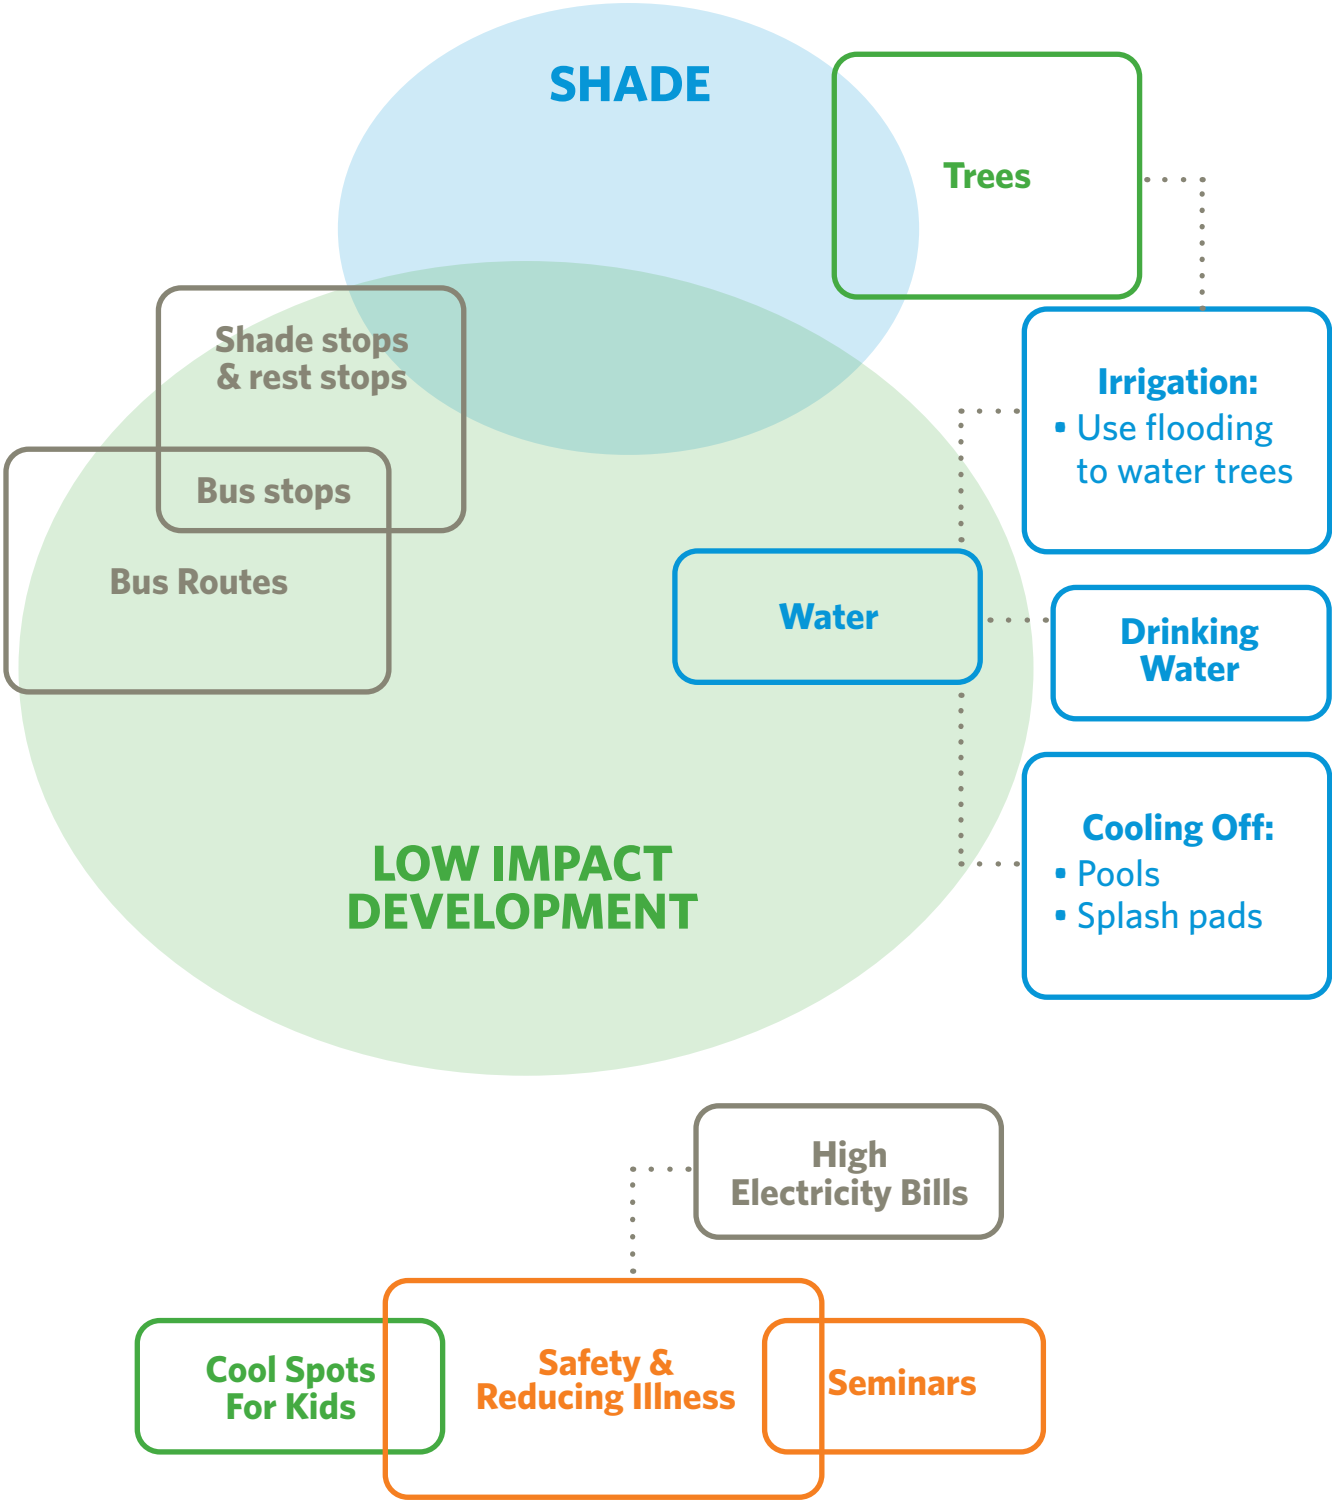 SHADE
Trees
Shade stops
& rest stops
Bus stops
Bus Routes
Irrigation:
• Use flooding
to water trees
Water
Drinking
Water
Cooling Off:
• Pools
• Splash pads
LOW IMPACT
DEVELOPMENT
High
Electricity Bills
Cool Spots
For Kids
Safety &
Reducing Illness
Seminars